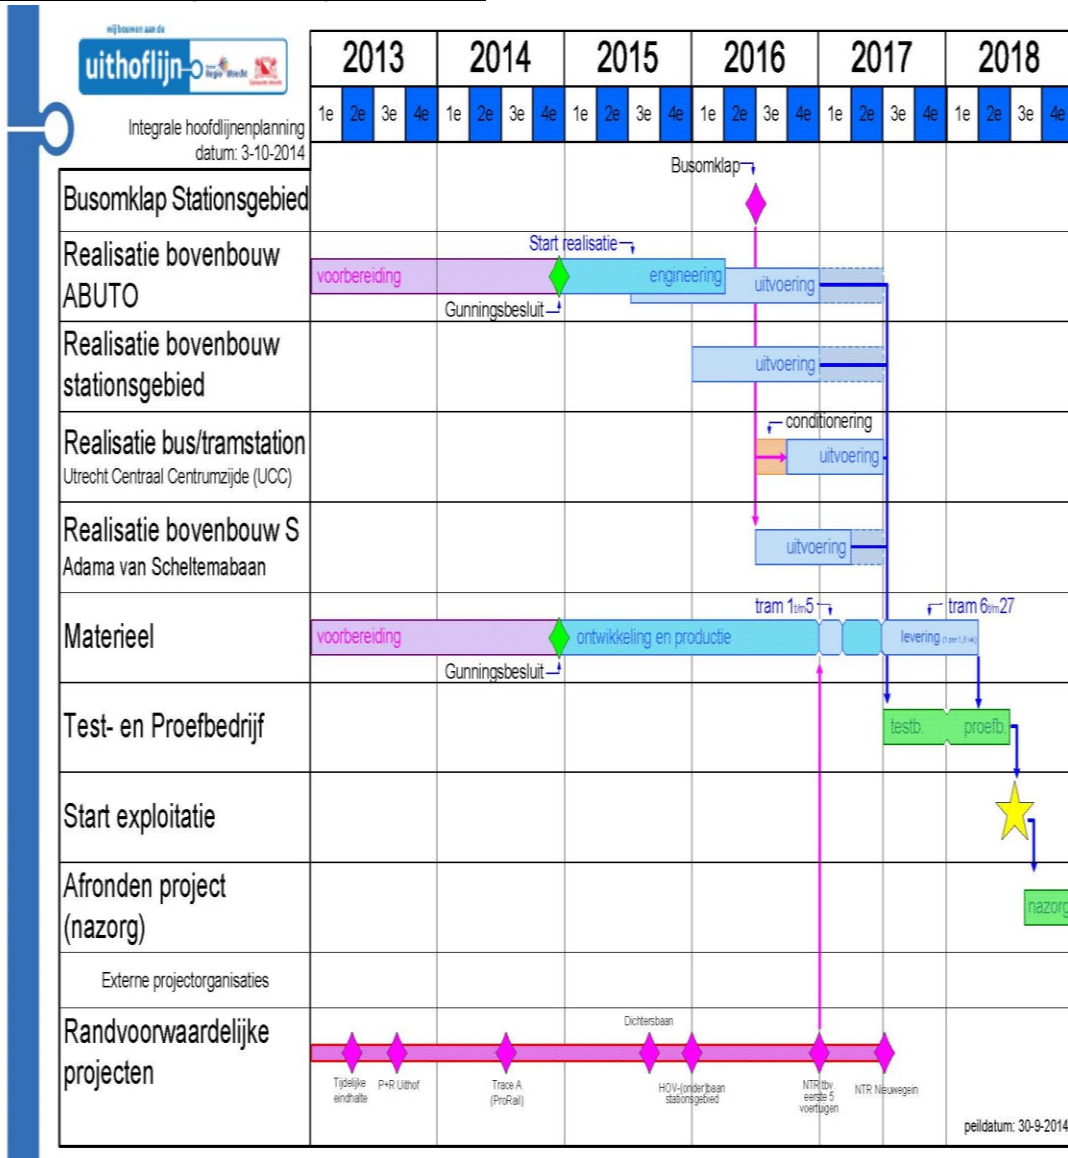 wij bouwen aan de
uithoflijn
Regio Utrecht
Integrale hoofdlijnenplanning
datum: 3-10-2014
2013 2014 2015 2016 2017 2018
1e 2e 3e 4e 1e 2e 3e 4e 1e 2e 3e 4e 1e 2e 3e 4e 1e 2e 3e 4e 1e 2e 3e 4e
Busomklap
Busomklap Stationsgebied
Realisatie bovenbouw
ABUTO
Start realisatie
voorbereiding
engineering
uitvoering
Gunningsbesluit
Realisatie bovenbouw
stationsgebied
uitvoering
Realisatie bus/tramstation
Utrecht Centraal Centrumzijde (UCC)
conditionering
uitvoering
Realisatie bovenbouw S
Adama van Scheltemabaan
uitvoering
Materieel
tram 1t/m5
tram 6t/m27
voorbereiding
ontwikkeling en productie
levering
Gunningsbesluit
Test- en Proefbedrijf
testb.
proefb.
Start exploitatie
Afronden project
(nazorg)
nazorg
Externe projectorganisaties
Randvoorwaardelijke
projecten
Dichtersbaan
Tijdelijke
eindhalte
P+R Uithof
Trace A
(ProRail)
HOV-(onder)baan
stationsgebied
NTR tbv
eerste 5
voertuigen
NTR Nieuwegein
peildatum: 30-9-2014